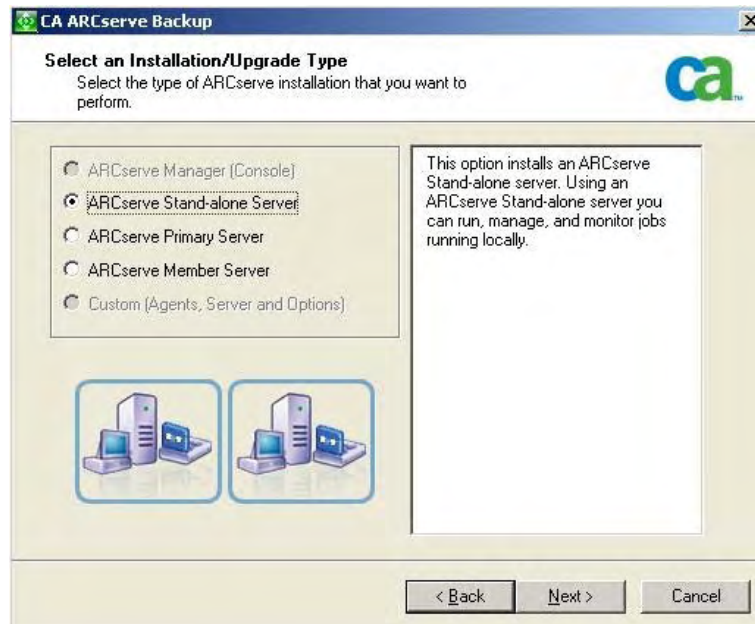 CA ARCserve Backup
Select an Installation/Upgrade Type
Select the type of ARCserve installation that you want to
perform.
ca
ARCserve Manager (Console)
ARCserve Stand-alone Server
ARCserve Primary Server
ARCserve Member Server
Custom (Agents, Server and Options)
This option installs an ARCserve
Stand-alone server. Using an
ARCserve Stand-alone server you
can run, manage, and monitor jobs
running locally.
< Back
Next >
Cancel